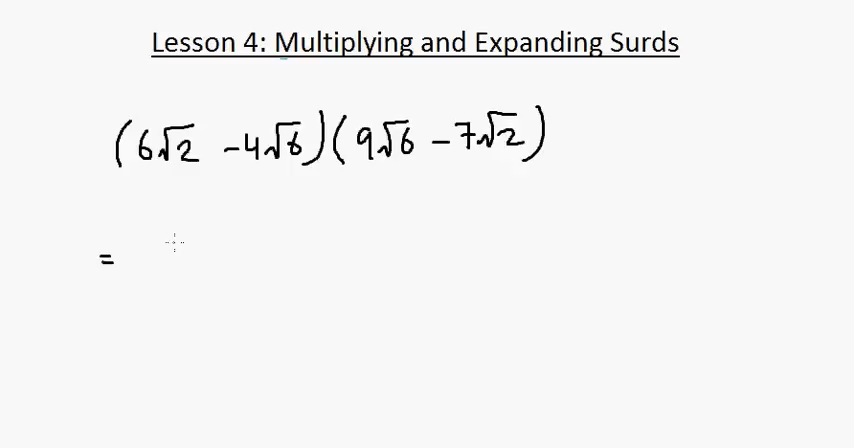 Lesson 4: Multiplying and Expanding Surds
(6√2 -4√6)(9√6 -7√2)
=